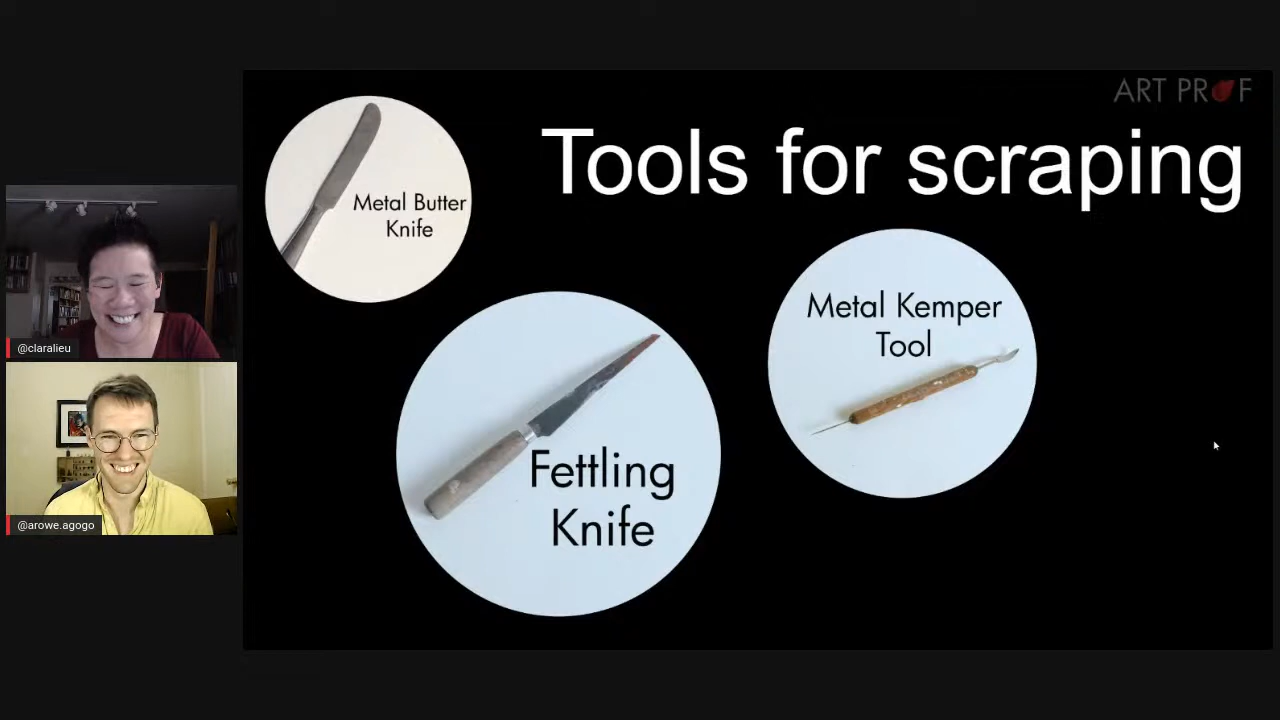 ART PROF
Tools for scraping
Metal Butter
Knife
Metal Kemper
Tool
Fettling
Knife
@claralieu
@arowe.agogo